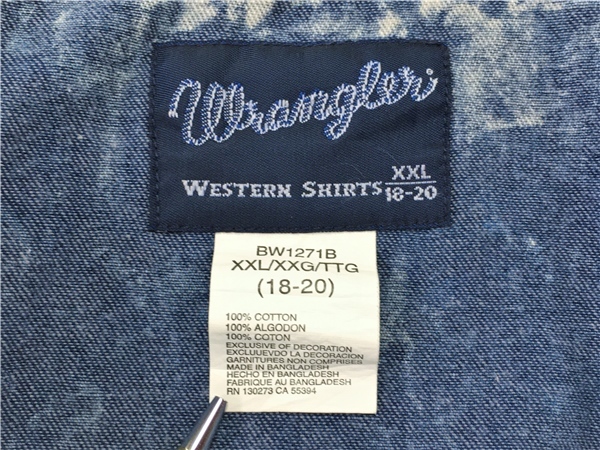 Wrangler
WESTERN SHIRTS XXL
18-20
BW1271B
XXL/XXG/TTG
(18-20)
100% COTTON
100% ALGODON
100% COTON
EXCLUSIVE OF DECORATION
EXCLUUEVDO LA DECORACION
GARNITURES NON COMPRISES
MADE IN BANGLADESH
HECHO EN BANGLADESH
FABRIQUE AU BANGLADESH
RN 130273 CA 55394